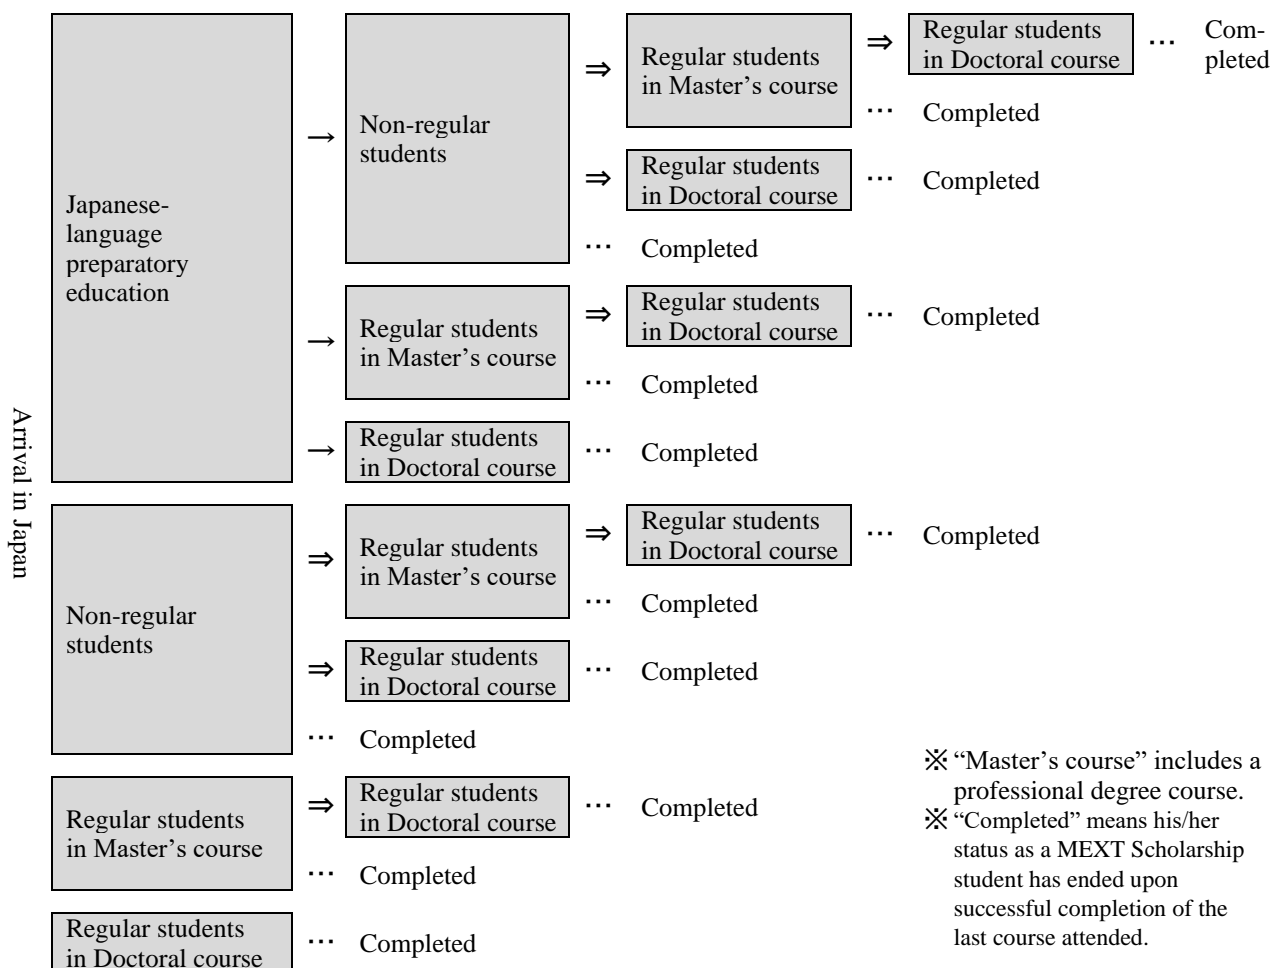 Arrival in Japan
Japanese-
language
preparatory
education
→
Non-regular
students
⇒
Regular students
in Master’s course
⇒
Regular students
in Doctoral course
… Com-
pleted
… Completed
⇒
Regular students
in Doctoral course
… Completed
… Completed
→
Regular students
in Master’s course
⇒
Regular students
in Doctoral course
… Completed
… Completed
→
Regular students
in Doctoral course
… Completed
Non-regular
students
⇒
Regular students
in Master’s course
⇒
Regular students
in Doctoral course
… Completed
… Completed
⇒
Regular students
in Doctoral course
… Completed
… Completed
Regular students
in Master’s course
⇒
Regular students
in Doctoral course
… Completed
… Completed
Regular students
in Doctoral course
… Completed
※ “Master’s course” includes a
professional degree course.
※ “Completed” means his/her
status as a MEXT Scholarship
student has ended upon
successful completion of the
last course attended.